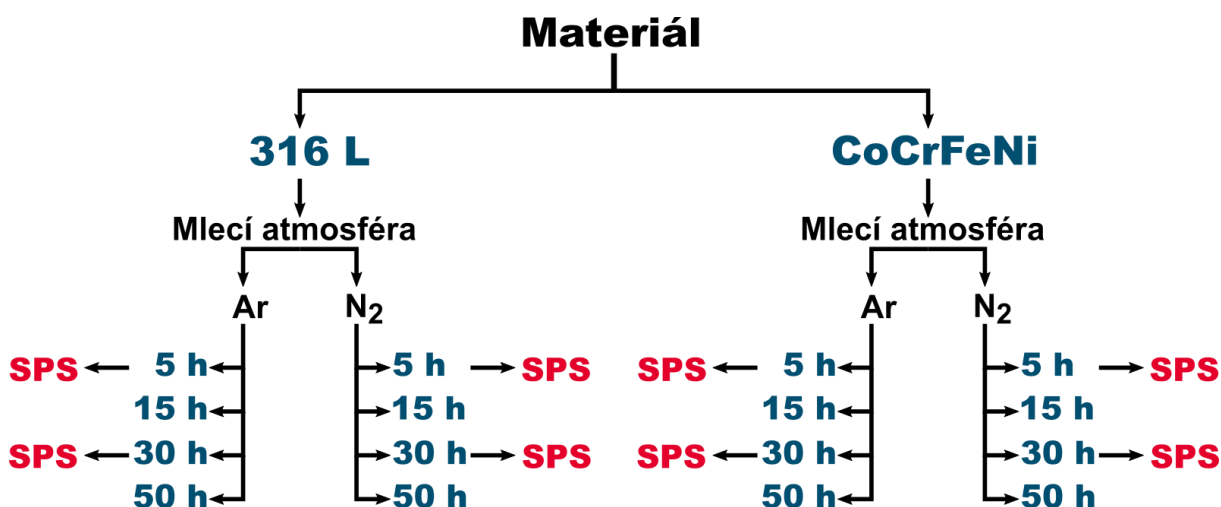 Materiál
316 L CoCrFeNi
Mlecí atmosféra Mlecí atmosféra
Ar N₂ Ar N₂
SPS 5 h 5 h SPS SPS 5 h 5 h SPS
15 h 15 h 15 h 15 h
SPS 30 h 30 h SPS SPS 30 h 30 h SPS
50 h 50 h 50 h 50 h